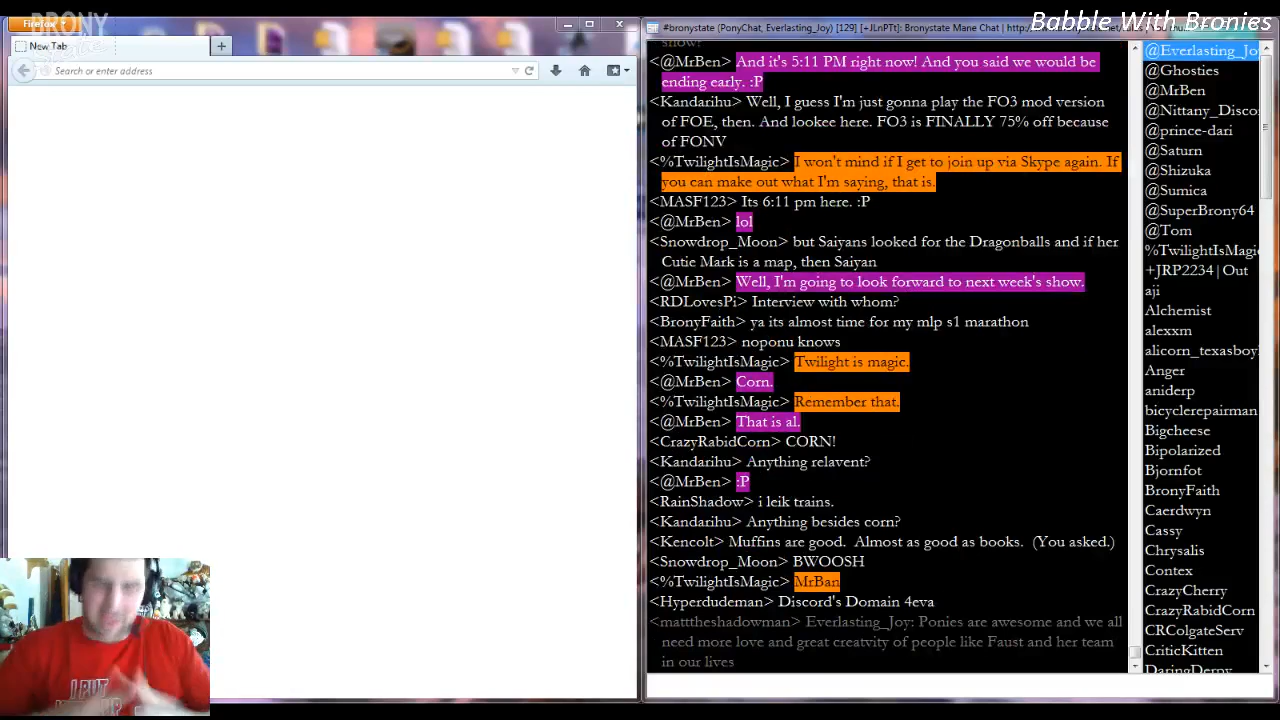 Firefox
BRONY
New Tab
Search or enter address
#bronystate (PonyChat, Everlasting_Joy) [129] [+JLnPTt]: Bronystate Mane Chat | http://
Babble With Bronies
show?
<@MrBen> And it's 5:11 PM right now! And you said we would be
ending early. :P
<Kandarihu> Well, I guess I'm just gonna play the FO3 mod version
of FOE, then. And lookee here. FO3 is FINALLY 75% off because
of FONV
<%TwilightIsMagic> I won't mind if I get to join up via Skype again. If
you can make out what I'm saying, that is.
<MASF123> Its 6:11 pm here. :P
<@MrBen> lol
<Snowdrop_Moon> but Saiyans looked for the Dragonballs and if her
Cutie Mark is a map, then Saiyan
<@MrBen> Well, I'm going to look forward to next week's show.
<RDLovesPi> Interview with whom?
<BronyFaith> ya its almost time for my mlp s1 marathon
<MASF123> noponu knows
<%TwilightIsMagic> Twilight is magic.
<@MrBen> Corn.
<%TwilightIsMagic> Remember that.
<@MrBen> That is al.
<CrazyRabidCorn> CORN!
<Kandarihu> Anything relavent?
<@MrBen> :P
<RainShadow> i leik trains.
<Kandarihu> Anything besides corn?
<Kencolt> Muffins are good. Almost as good as books. (You asked.)
<Snowdrop_Moon> BWOOSH
<%TwilightIsMagic> MrBan
<Hyperdudeman> Discord's Domain 4eva
<matttheshadowman> Everlasting_Joy: Ponies are awesome and we all
need more love and great creatvity of people like Faust and her team
in our lives
@Everlasting_Joy
@Ghosties
@MrBen
@Nittany_Disco
@prince-dari
@Saturn
@Shizuka
@Sumica
@SuperBrony64
@Tom
%TwilightIsMagic
+JRP2234|Out
aji
Alchemist
alexxm
alicorn_texasboy
Anger
aniderp
bicyclerepairman
Bigcheese
Bipolarized
Bjornfot
BronyFaith
Caerdwyn
Cassy
Chrysalis
Contex
CrazyCherry
CrazyRabidCorn
CRColgateServ
CriticKitten
DaringDerpy
I PUT